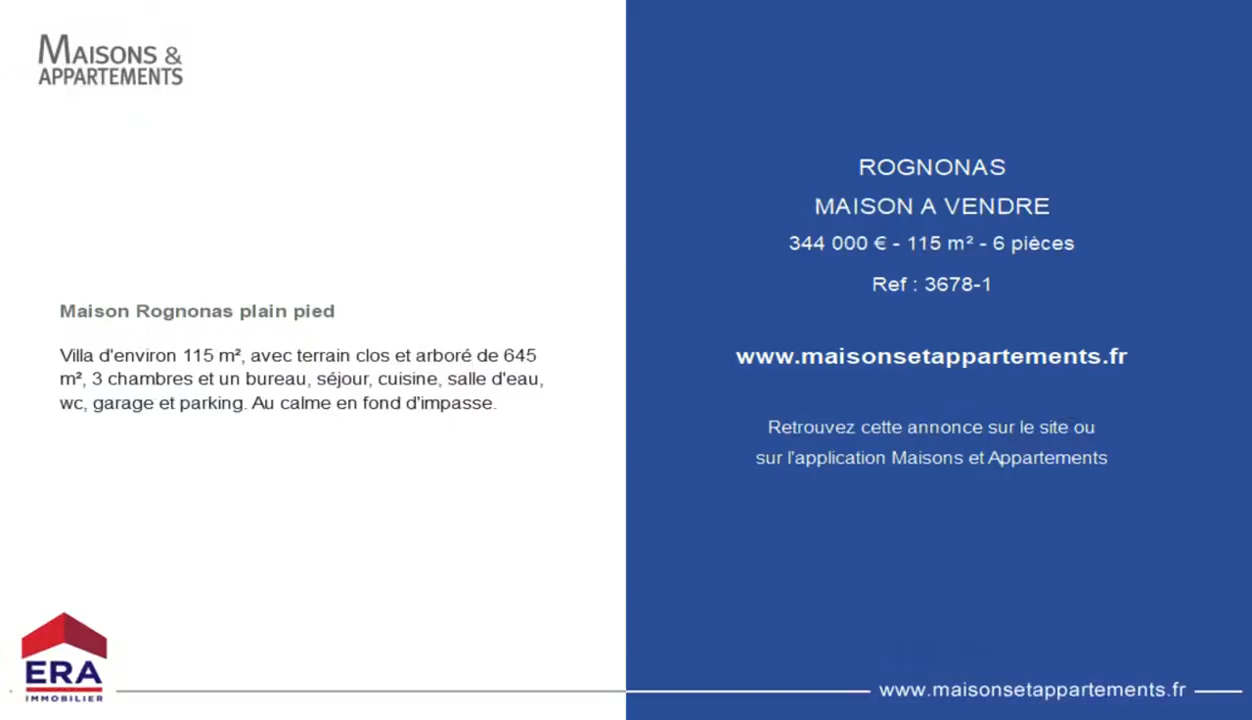 MAISONS &
APPARTEMENTS
Maison Rognonas plain pied
Villa d'environ 115 m², avec terrain clos et arboré de 645
m², 3 chambres et un bureau, séjour, cuisine, salle d'eau,
wc, garage et parking. Au calme en fond d'impasse.
ERA
IMMOBILIER
ROGNONAS
MAISON A VENDRE
344 000 € - 115 m² - 6 pièces
Ref : 3678-1
www.maisonsetappartements.fr
Retrouvez cette annonce sur le site ou
sur l'application Maisons et Appartements
www.maisonsetappartements.fr